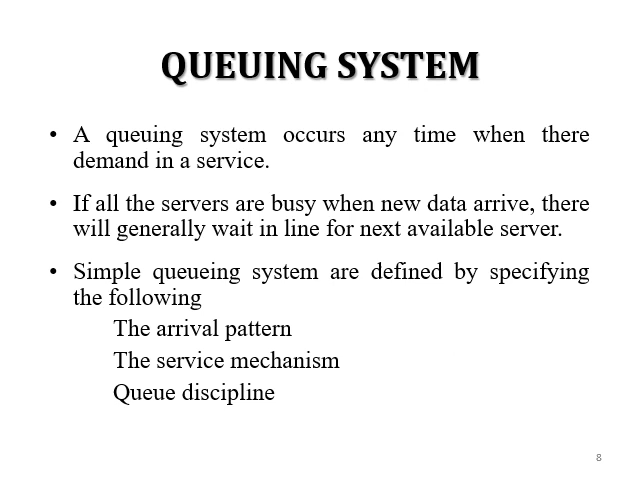 QUEUING SYSTEM
• A queuing system occurs any time when there
demand in a service.
• If all the servers are busy when new data arrive, there
will generally wait in line for next available server.
• Simple queueing system are defined by specifying
the following
The arrival pattern
The service mechanism
Queue discipline
8